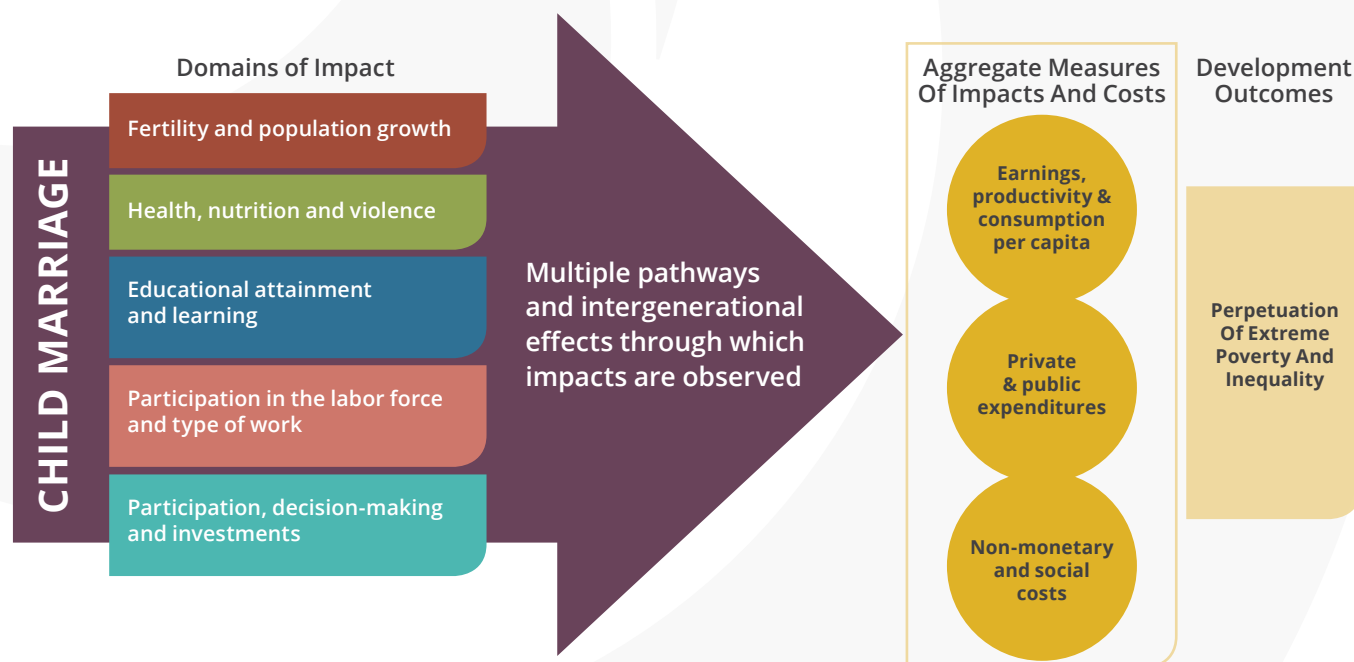 Domains of Impact
CHILD MARRIAGE
Fertility and population growth
Health, nutrition and violence
Educational attainment
and learning
Participation in the labor force
and type of work
Participation, decision-making
and investments
Multiple pathways
and intergenerational
effects through which
impacts are observed
Aggregate Measures
Of Impacts And Costs
Earnings,
productivity &
consumption
per capita
Private
& public
expenditures
Non-monetary
and social
costs
Development
Outcomes
Perpetuation
Of Extreme
Poverty And
Inequality